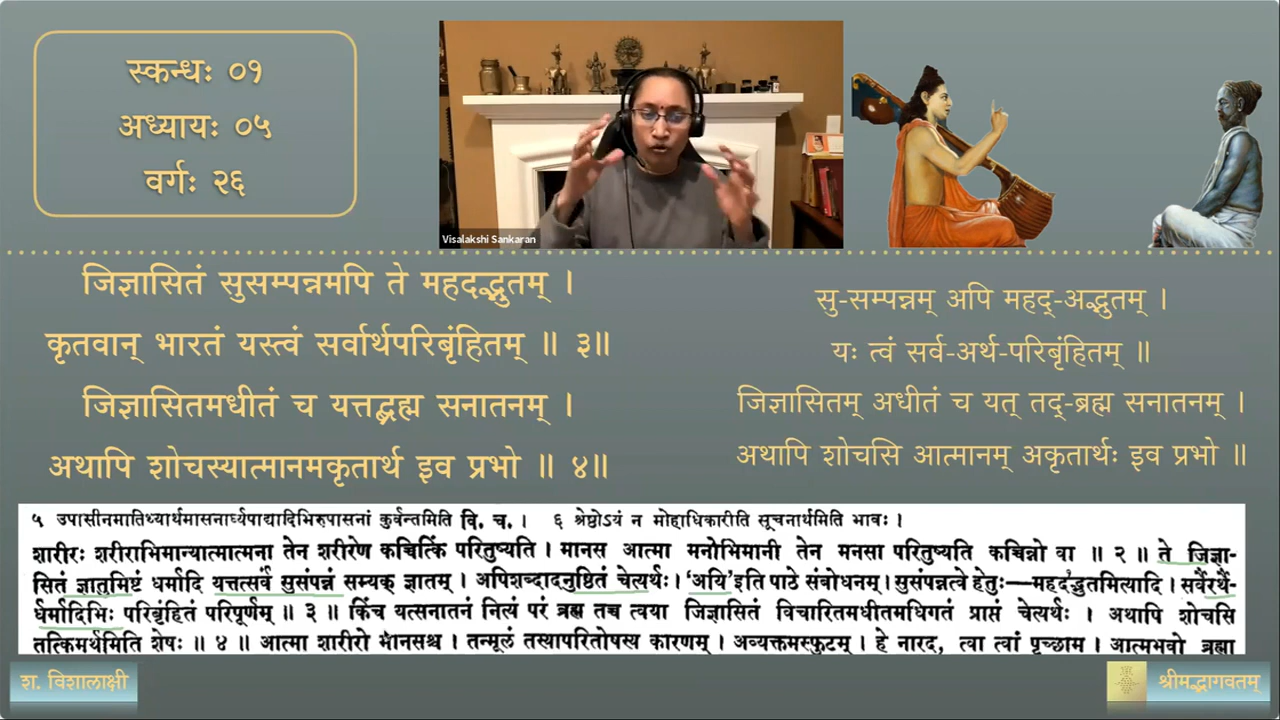 स्कन्धः ०१
अध्यायः ०५
वर्गः २६
Visalakshi Sankaran
जिज्ञासितं सुसम्पन्नमपि ते महदद्भुतम् ।
कृतवान् भारतं यस्त्वं सर्वार्थपरिबृंहितम् ॥ ३॥
जिज्ञासितमधीतं च यत्तद्ब्रह्म सनातनम् ।
अथापि शोचस्यात्मानमकृतार्थ इव प्रभो ॥ ४॥
सु-सम्पन्नम् अपि महद्-अद्भुतम् ।
यः त्वं सर्व-अर्थ-परिबृंहितम् ॥
जिज्ञासितम् अधीतं च यत् तद्-ब्रह्म सनातनम् ।
अथापि शोचसि आत्मानम् अकृतार्थः इव प्रभो ॥
५ उपासीनमातिथ्यार्थमासनार्घ्यपाद्यादिभिरुपासनां कुर्वन्तमिति वि. च. । ६ श्रेष्ठोऽयं न मोहाधिकारीति सूचनार्थमिति भावः ।
शारीरः शरीराभिमान्यात्मात्मना तेन शरीरेण कच्चित्किं परितुष्यति । मानस आत्मा मनोभिमानी तेन मनसा परितुष्यति कच्चिन्नो वा ॥ २ ॥ ते जिज्ञा-
सितं ज्ञातुमिष्टं धर्मादि यत्तत्सर्वं सुसंपन्नं सम्यक् ज्ञातम् । अपिशब्दादनुष्ठितं चेत्यर्थः । 'अयि' इति पाठे संबोधनम् । सुसंपन्नत्वे हेतुः—महदद्भुतमित्यादि । सर्वैरर्थै-
र्धर्मादिभिः परिबृंहितं परिपूर्णम् ॥ ३ ॥ किंच यत्सनातनं नित्यं परं ब्रह्म तच्च त्वया जिज्ञासितं विचारितमधीतमधिगतं प्राप्तं चेत्यर्थः । अथापि शोचसि
तत्किमर्थमिति शेषः ॥ ४ ॥ आत्मा शारीरो मानसश्च । तन्मूलं तस्यापरितोषस्य कारणम् । अव्यक्तमस्फुटम् । हे नारद, त्वा त्वां पृच्छाम । आत्मभवो ब्रह्मा
श. विशालाक्षी
श्रीमद्भागवतम्